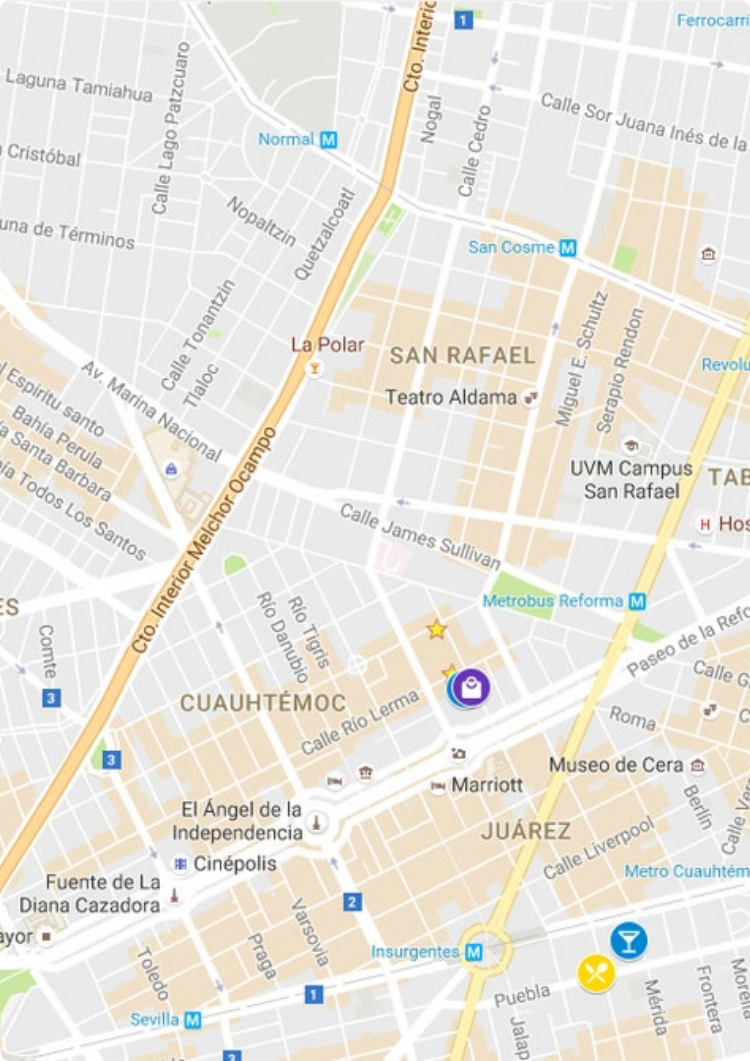 1
Ferrocarri
Cto. Interio
Laguna Tamiahua
Calle Lago Patzcuaro
Nogal
Calle Cedro
Calle Sor Juana Inés de la
Normal M
Cristóbal
Nopaltzin
Quetzalcoatl
una de Términos
San Cosme M
Calle Tonantzin
Tlaloc
La Polar
SAN RAFAEL
Miguel E. Schultz
Serapio Rendon
Revolu
Av. Marina Nacional
Teatro Aldama
l Espiritu santo
Bahía Perula
ía Santa Barbara
ía Todos Los Santos
UVM Campus
San Rafael
TAB
H Hos
Cto. Interior Melchor Ocampo
Calle James Sullivan
Metrobus Reforma M
ES
Comte
Río Danubio
Río Tigris
Paseo de la Refo
3
CUAUHTÉMOC
Calle Río Lerma
Calle G
Roma
C
3
Museo de Cera
Marriott
Berlín
Calle Ver
El Ángel de la
Independencia
JUÁREZ
Calle Liverpool
Cinépolis
Metro Cuauhtém
Fuente de La
Diana Cazadora
2
ayor
Varsovia
Praga
Toledo
Insurgentes M
1
Puebla
Mérida
Frontera
Morelia
Sevilla M
Jalap
3